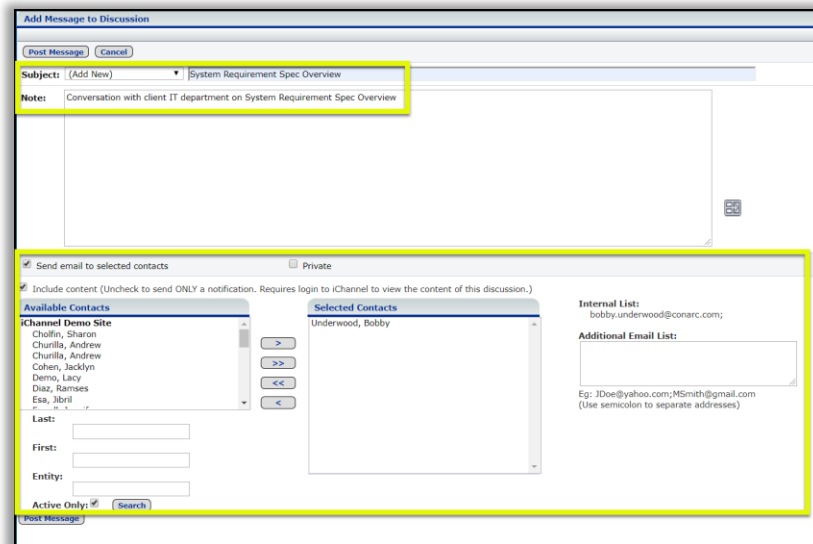 Add Message to Discussion
Post Message Cancel
Subject: (Add New) System Requirement Spec Overview
Note: Conversation with client IT department on System Requirement Spec Overview
Send email to selected contacts Private
Include content (Uncheck to send ONLY a notification. Requires login to iChannel to view the content of this discussion.)
Available Contacts
iChannel Demo Site
Cholfin, Sharon
Churilla, Andrew
Churilla, Andrew
Cohen, Jacklyn
Demo, Lacy
Diaz, Ramses
Esa, Jibril
>
>>
<<
<
Selected Contacts
Underwood, Bobby
Internal List:
bobby.underwood@conarc.com;
Additional Email List:
Eg: JDoe@yahoo.com;MSmith@gmail.com
(Use semicolon to separate addresses)
Last:
First:
Entity:
Active Only: Search
Post Message